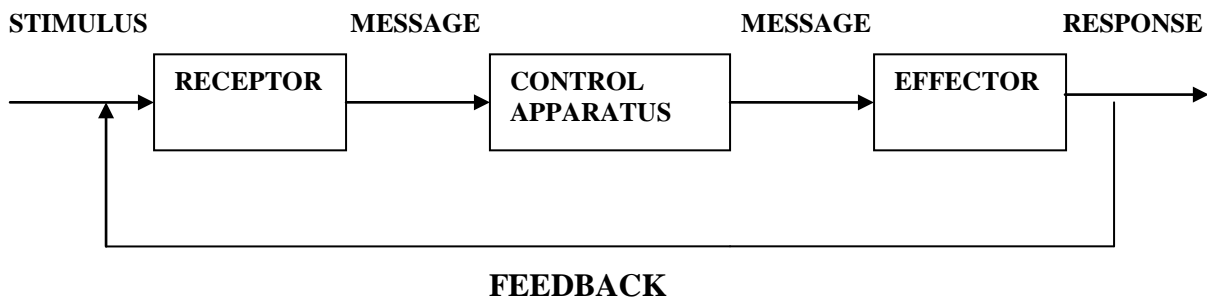 STIMULUS MESSAGE MESSAGE RESPONSE
RECEPTOR CONTROL EFFECTOR
APPARATUS
FEEDBACK